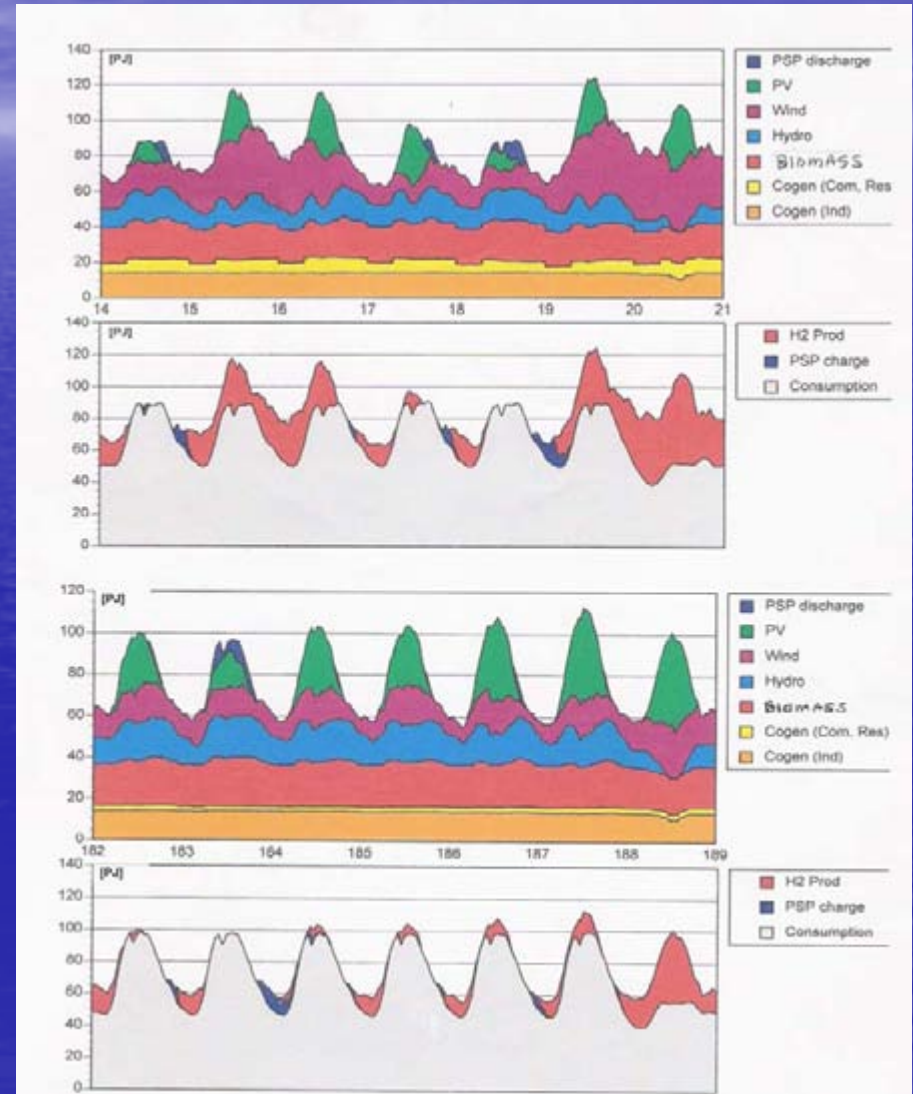 [PJ]
140
120
100
80
60
40
20
0
14 15 16 17 18 19 20 21
PSP discharge
PV
Wind
Hydro
BIOMASS
Cogen (Com. Res
Cogen (Ind)
[PJ]
140
120
100
80
60
40
20
0
H2 Prod
PSP charge
Consumption
[PJ]
120
100
80
60
40
20
0
182 183 184 185 186 187 188 189
PSP discharge
PV
Wind
Hydro
BIOMASS
Cogen (Com. Res)
Cogen (Ind)
[PJ]
140
120
100
80
60
40
20
0
H2 Prod
PSP charge
Consumption